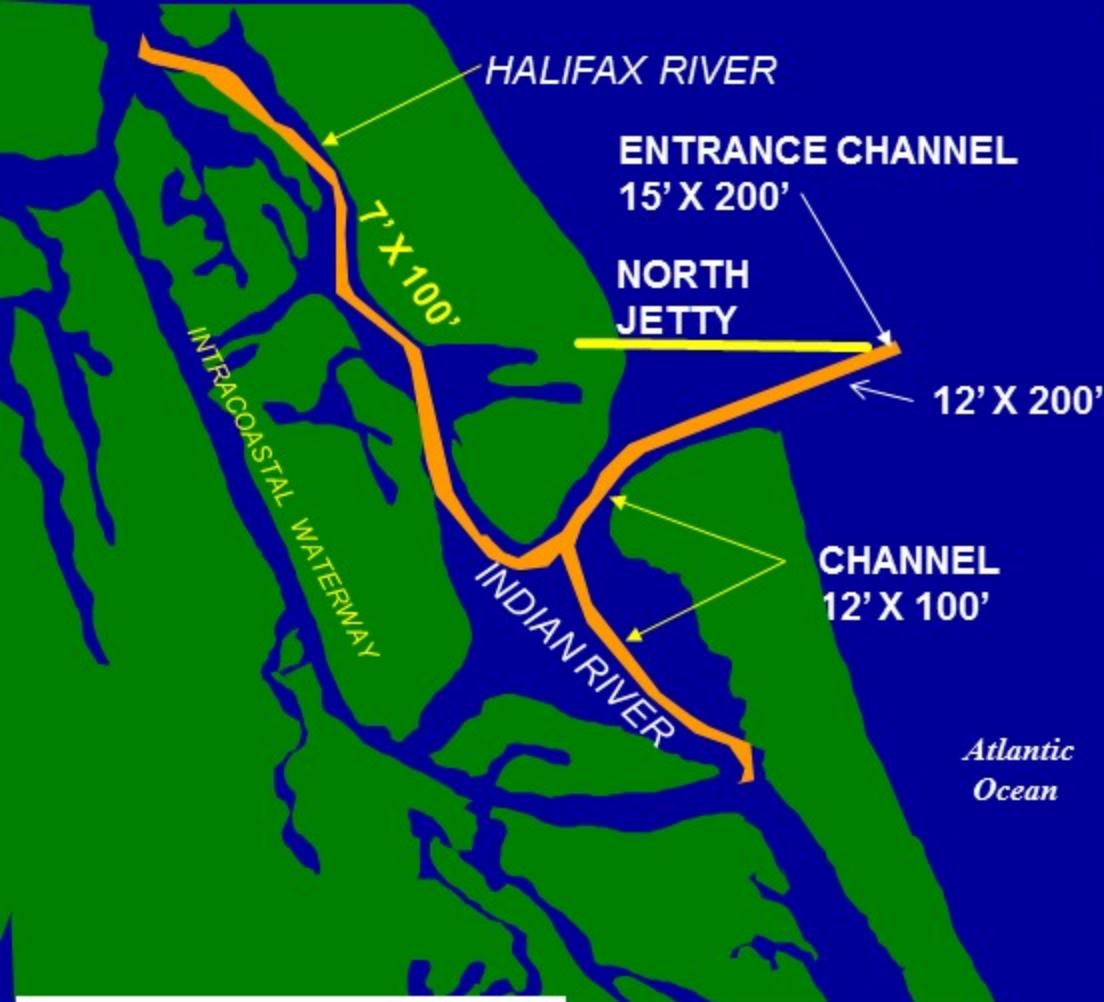 HALIFAX RIVER
ENTRANCE CHANNEL
15’ X 200’
7’ X 100’
NORTH
JETTY
12’ X 200’
INTRACOASTAL WATERWAY
CHANNEL
12’ X 100’
INDIAN RIVER
Atlantic
Ocean